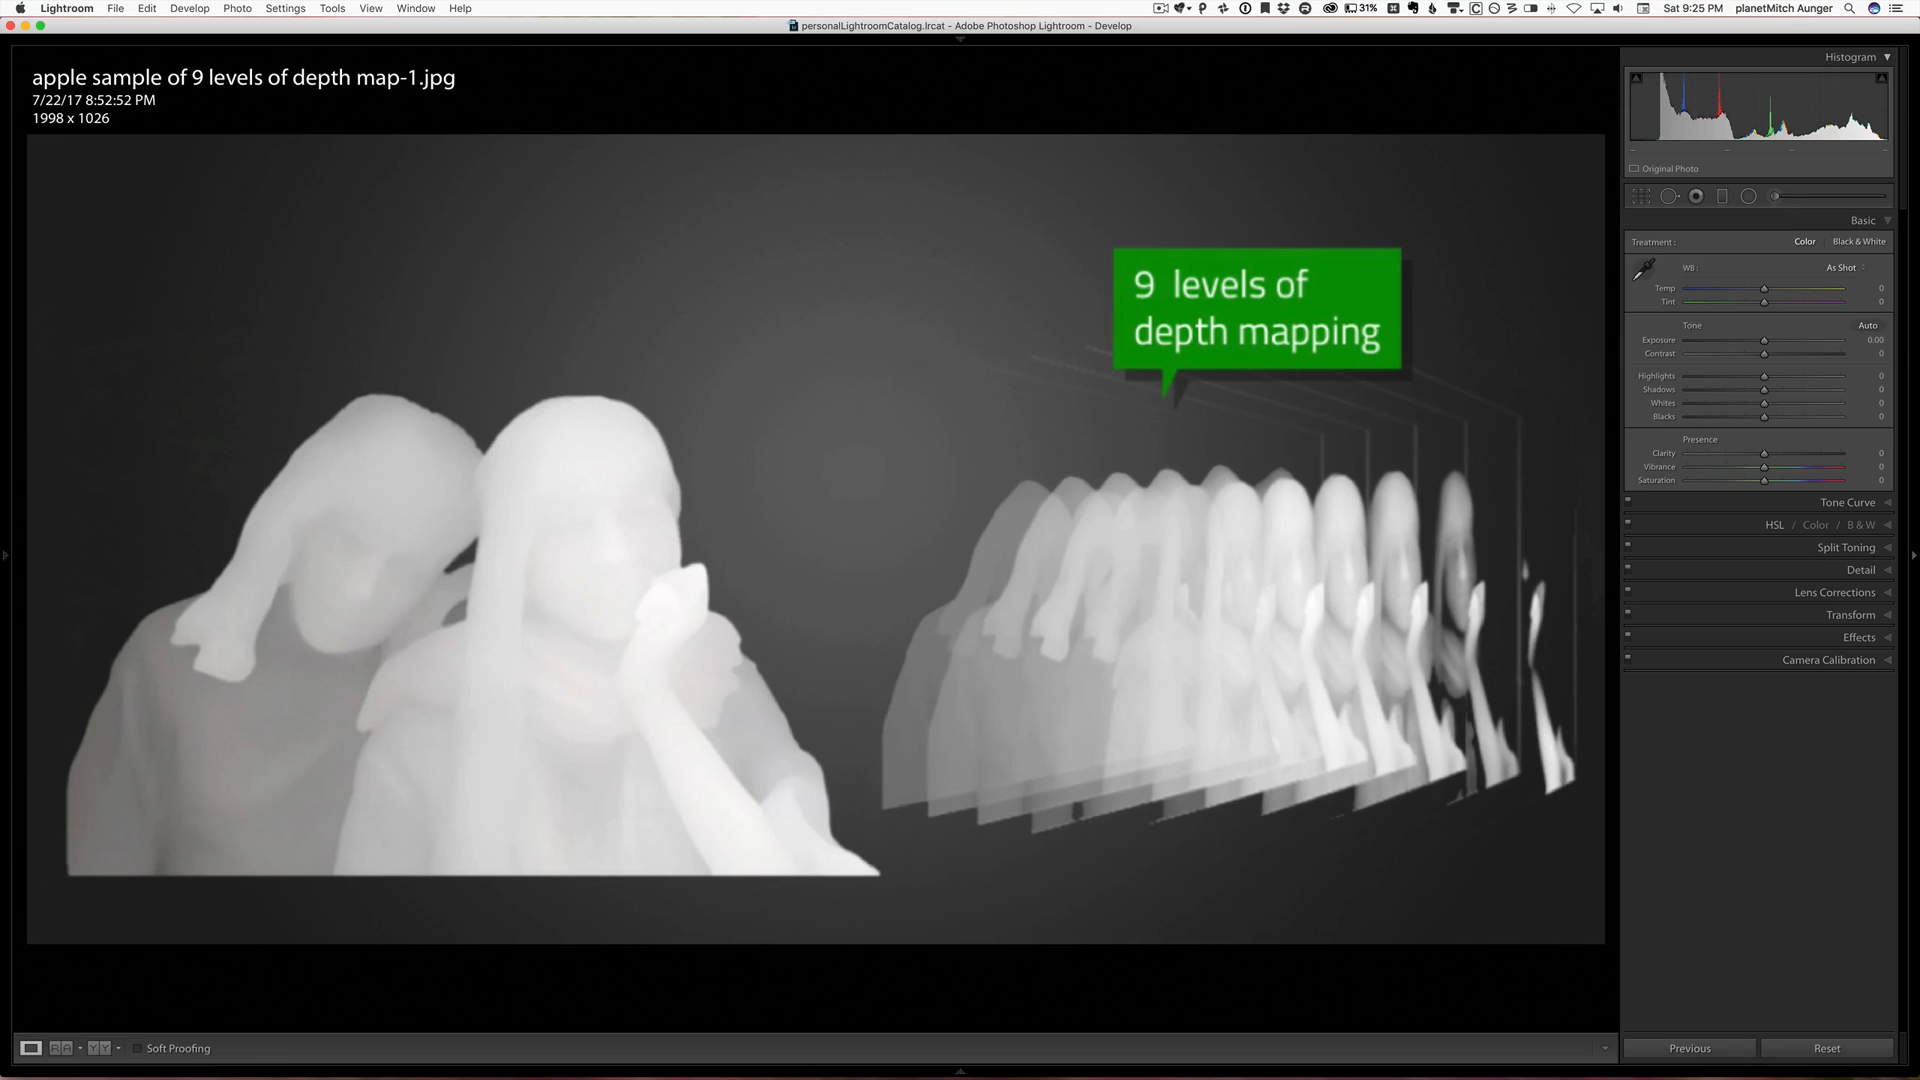 Lightroom File Edit Develop Photo Settings Tools View Window Help
31% Sat 9:25 PM planetMitch Aunger
personalLightroomCatalog.lrcat - Adobe Photoshop Lightroom - Develop
apple sample of 9 levels of depth map-1.jpg
7/22/17 8:52:52 PM
1998 x 1026
9 levels of
depth mapping
Histogram
Original Photo
Basic
Treatment : Color Black & White
WB : As Shot
Temp 0
Tint 0
Tone Auto
Exposure 0.00
Contrast 0
Highlights 0
Shadows 0
Whites 0
Blacks 0
Presence
Clarity 0
Vibrance 0
Saturation 0
Tone Curve
HSL / Color / B & W
Split Toning
Detail
Lens Corrections
Transform
Effects
Camera Calibration
Soft Proofing
Previous Reset